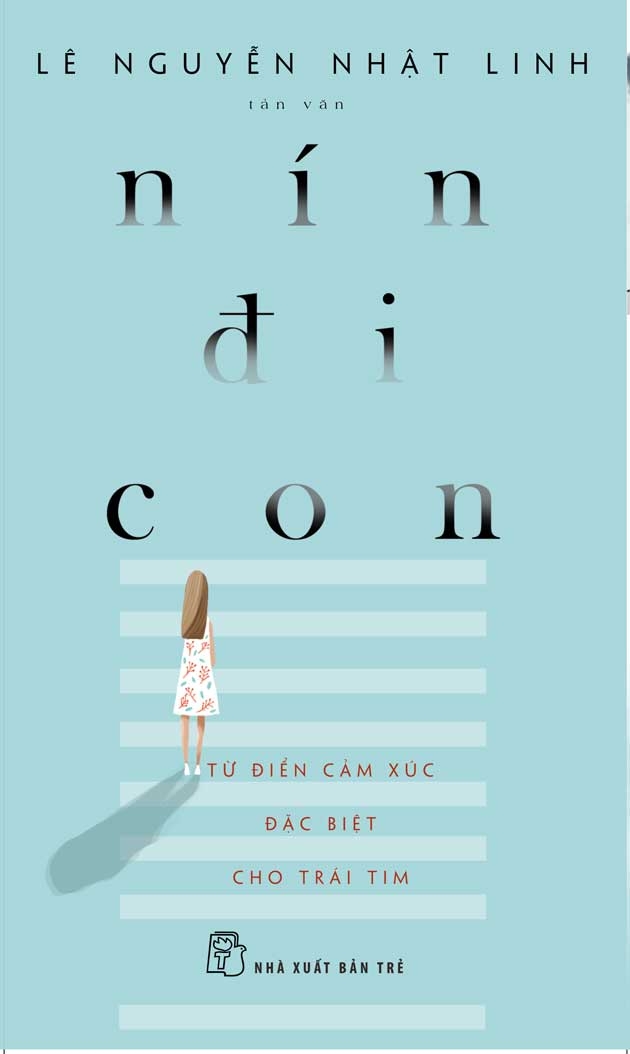 LÊ NGUYỄN NHẬT LINH
tản văn
nín
đi
con
TỪ ĐIỂN CẢM XÚC
ĐẶC BIỆT
CHO TRÁI TIM
T
NHÀ XUẤT BẢN TRẺ